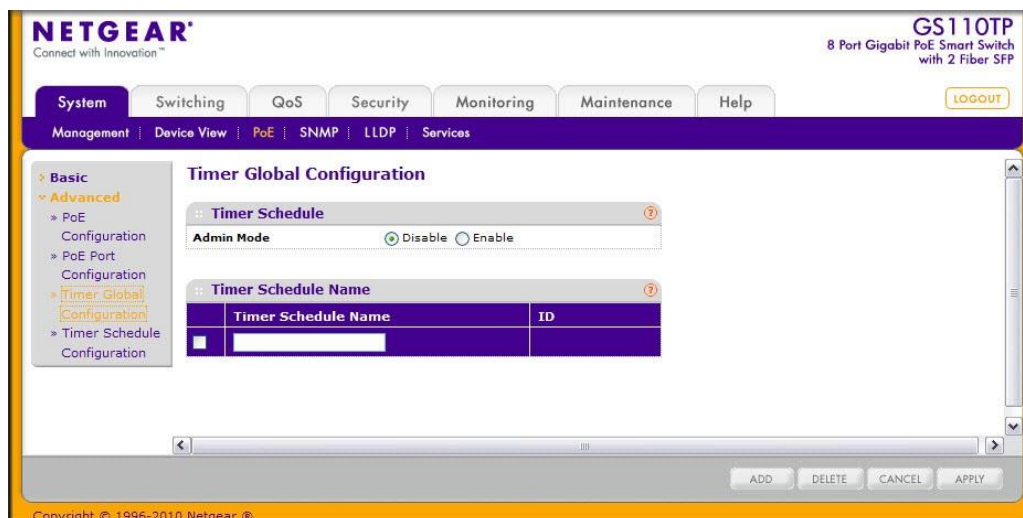 NETGEAR®
Connect with Innovation™
GS110TP
8 Port Gigabit PoE Smart Switch
with 2 Fiber SFP
System
Switching
QoS
Security
Monitoring
Maintenance
Help
LOGOUT
Management
Device View
PoE
SNMP
LLDP
Services
Basic
Advanced
» PoE
Configuration
» PoE Port
Configuration
» Timer Global
Configuration
» Timer Schedule
Configuration
Timer Global Configuration
Timer Schedule
?
Admin Mode
Disable
Enable
Timer Schedule Name
?
Timer Schedule Name
ID
ADD
DELETE
CANCEL
APPLY
Copyright © 1996-2010 Netgear ®